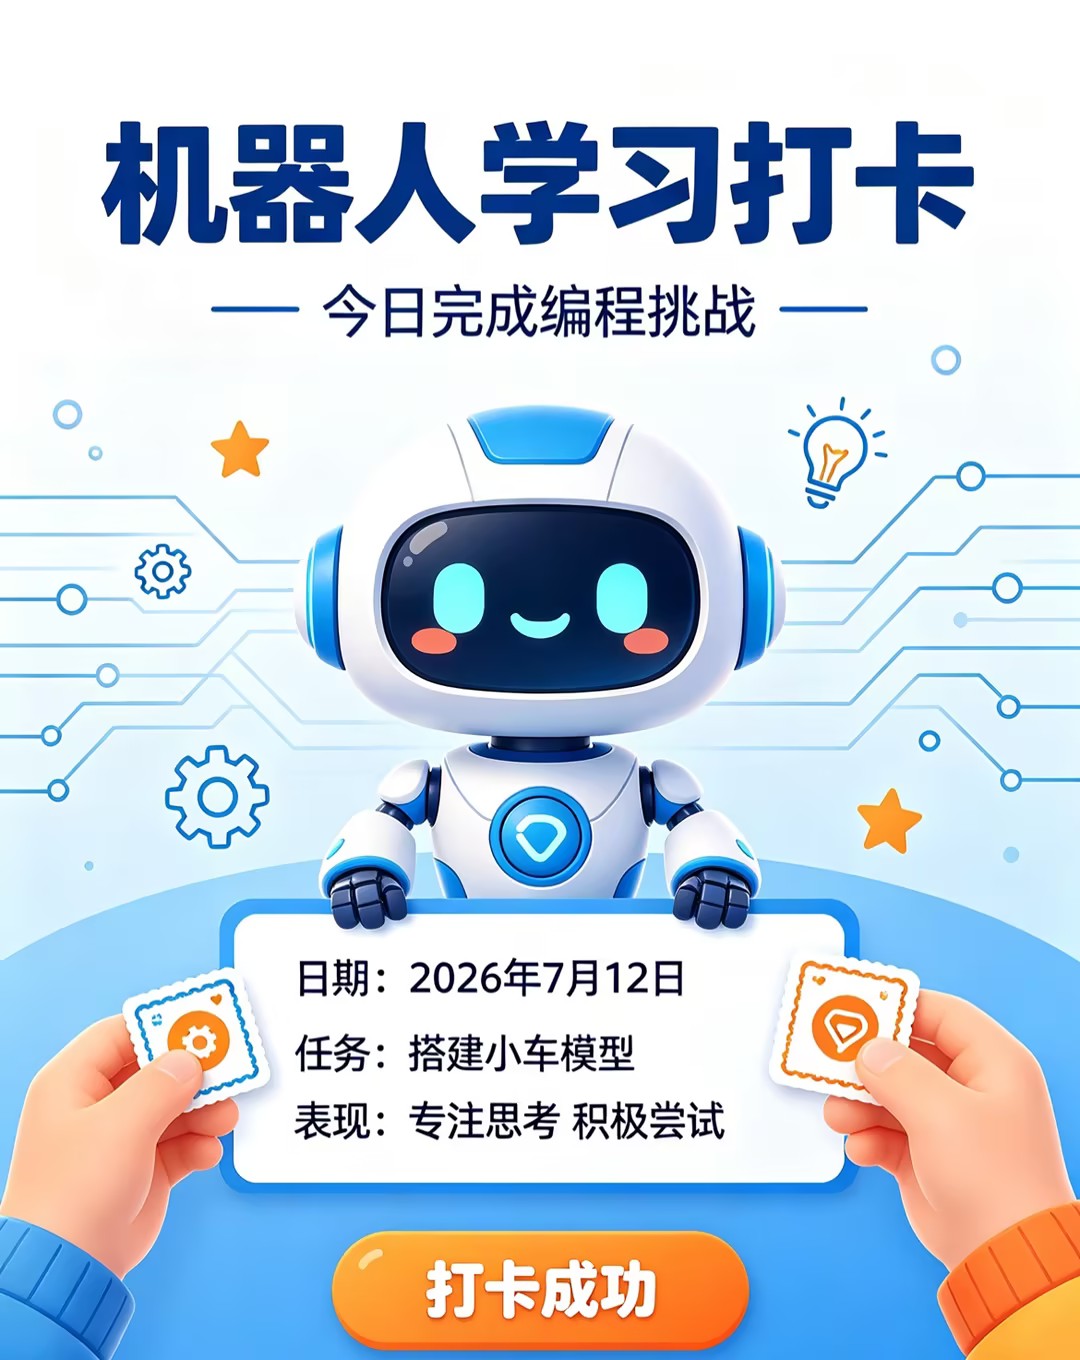 机器人学习打卡
今日完成编程挑战
日期：2026年7月12日
任务：搭建小车模型
表现：专注思考 积极尝试
打卡成功